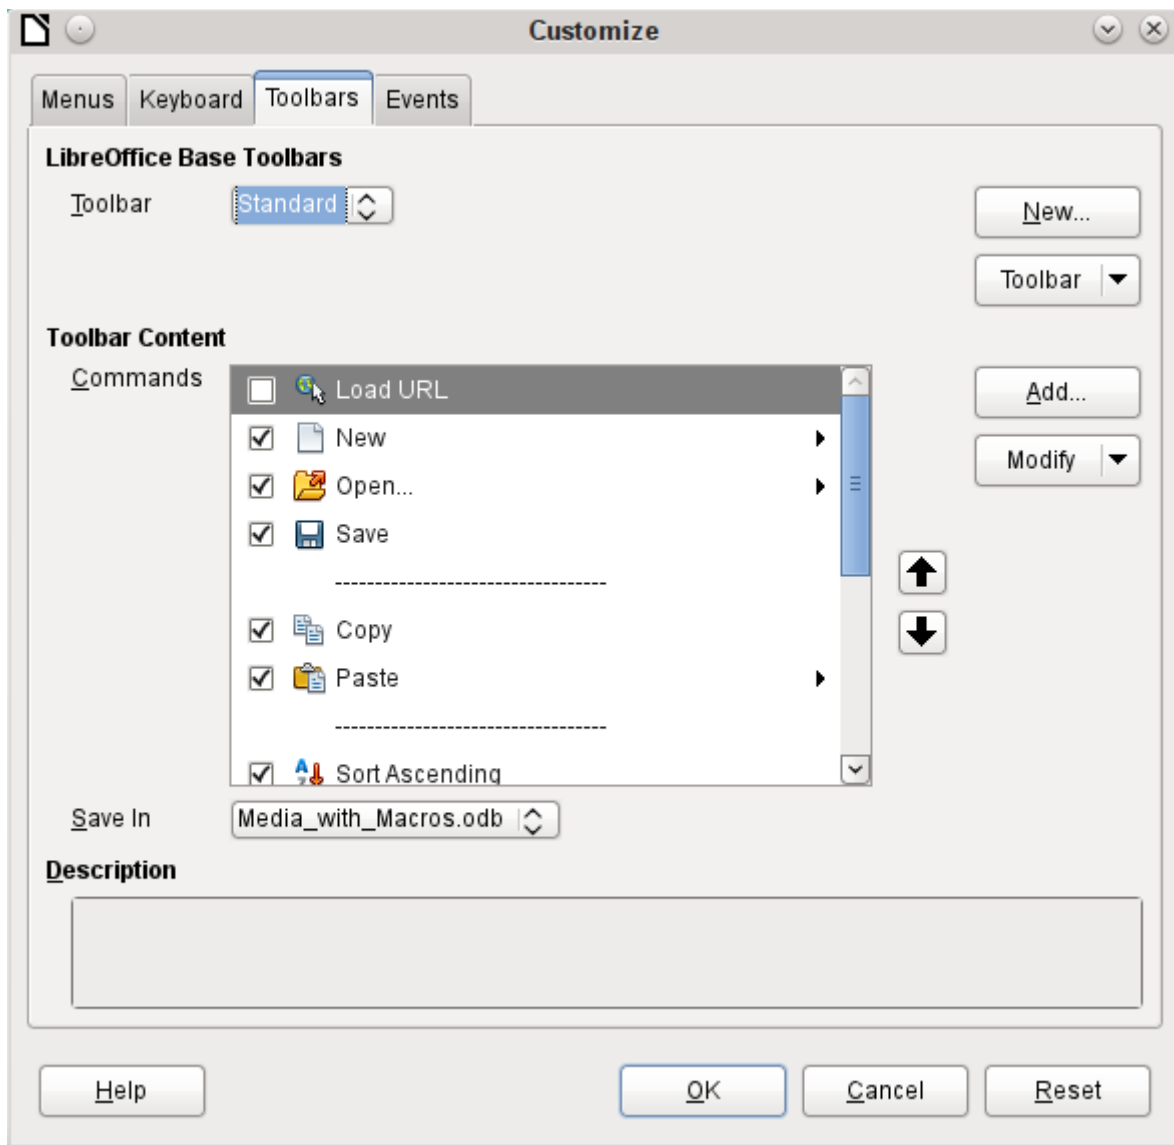 Customize
Menus Keyboard Toolbars Events
LibreOffice Base Toolbars
Toolbar Standard New...
Toolbar
Toolbar Content
Commands Load URL Add...
New
Modify
Open...
Save
----------------------------------
Copy
Paste
----------------------------------
Sort Ascending
Save In Media_with_Macros.odb
Description
Help OK Cancel Reset